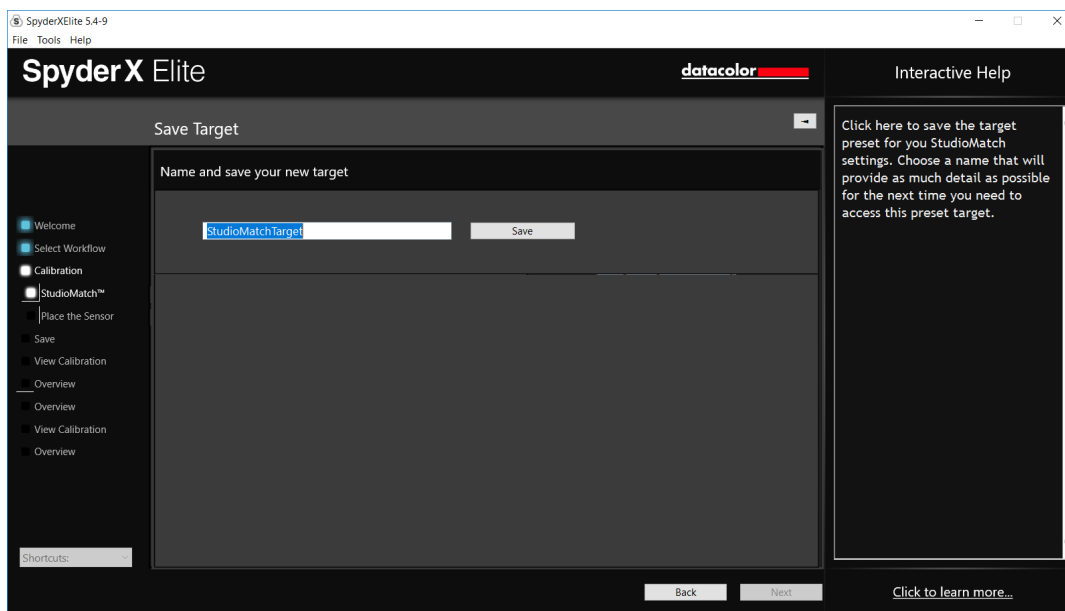 SpyderXElite 5.4-9
File Tools Help
SpyderX Elite
datacolor
Interactive Help
Save Target
Name and save your new target
StudioMatchTarget
Save
Welcome
Select Workflow
Calibration
StudioMatch™
Place the Sensor
Save
View Calibration
Overview
Overview
View Calibration
Overview
Shortcuts:
Back
Next
Click here to save the target
preset for you StudioMatch
settings. Choose a name that will
provide as much detail as possible
for the next time you need to
access this preset target.
Click to learn more...